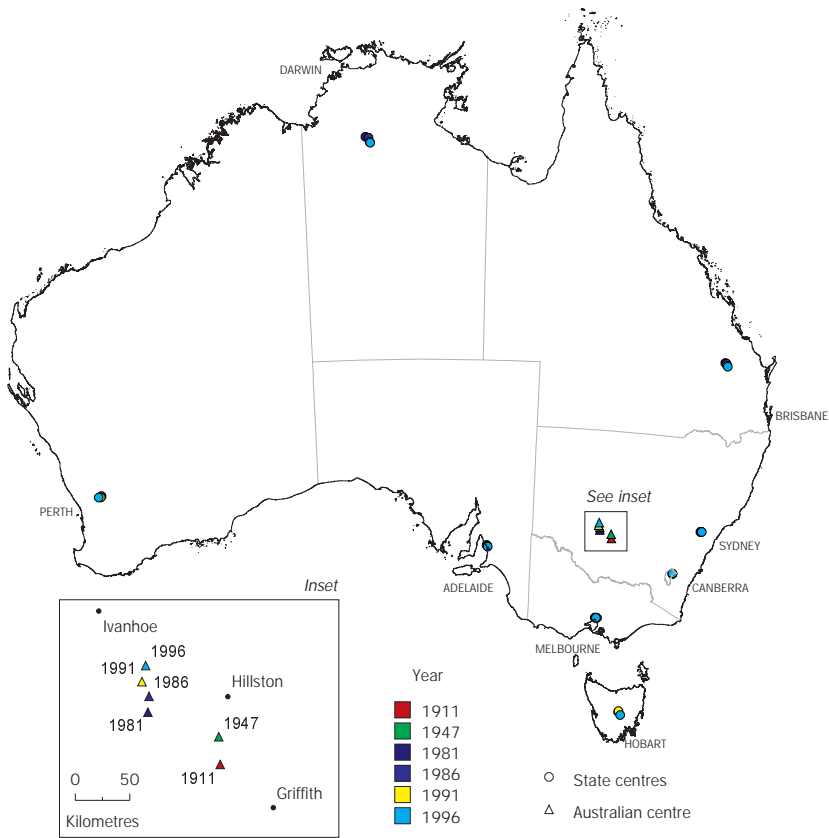 DARWIN
BRISBANE
See inset
PERTH
SYDNEY
ADELAIDE
CANBERRA
MELBOURNE
HOBART
Inset
Ivanhoe
1996
1991
1986
Hillston
1981
1947
1911
0 50
Griffith
Kilometres
Year
1911
1947
1981
1986
1991
1996
State centres
Australian centre